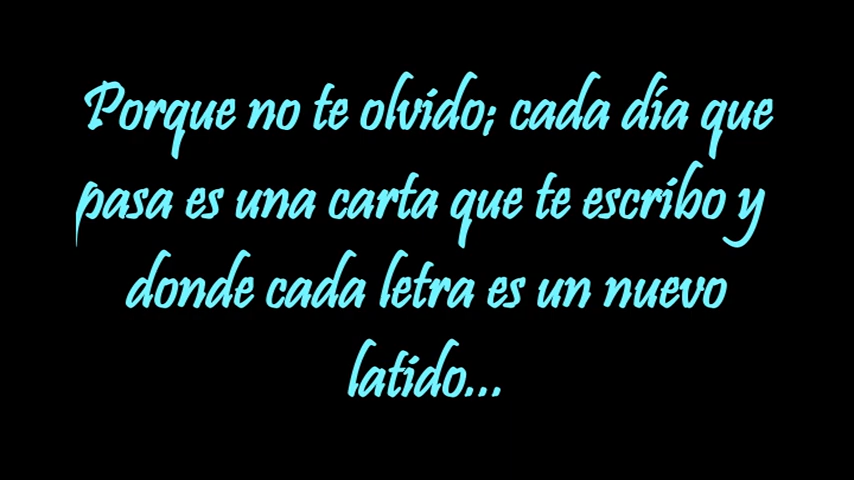 Porque no te olvido; cada día que
pasa es una carta que te escribo y
donde cada letra es un nuevo
latido...